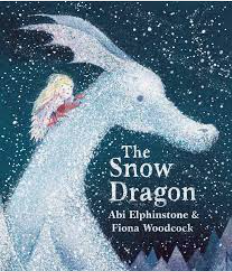 The
Snow
Dragon
Abi Elphinstone &
Fiona Woodcock